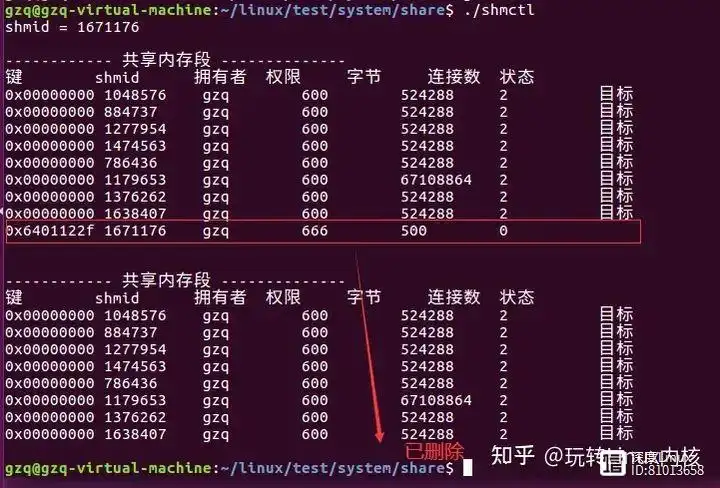 gzq@gzq-virtual-machine:~/linux/test/system/share$ ./shmctl
shmid = 1671176
------------ 共享内存段 --------------
键 shmid 拥有者 权限 字节 连接数 状态
0x00000000 1048576 gzq 600 524288 2 目标
0x00000000 884737 gzq 600 524288 2 目标
0x00000000 1277954 gzq 600 524288 2 目标
0x00000000 1474563 gzq 600 524288 2 目标
0x00000000 786436 gzq 600 524288 2 目标
0x00000000 1179653 gzq 600 67108864 2 目标
0x00000000 1376262 gzq 600 524288 2 目标
0x00000000 1638407 gzq 600 524288 2 目标
0x6401122f 1671176 gzq 666 500 0
------------ 共享内存段 --------------
键 shmid 拥有者 权限 字节 连接数 状态
0x00000000 1048576 gzq 600 524288 2 目标
0x00000000 884737 gzq 600 524288 2 目标
0x00000000 1277954 gzq 600 524288 2 目标
0x00000000 1474563 gzq 600 524288 2 目标
0x00000000 786436 gzq 600 524288 2 目标
0x00000000 1179653 gzq 600 67108864 2 目标
0x00000000 1376262 gzq 600 524288 2 目标
0x00000000 1638407 gzq 600 524288 2 目标
已删除
gzq@gzq-virtual-machine:~/linux/test/system/share$
知乎 @玩转Linux内核
ID:81013658